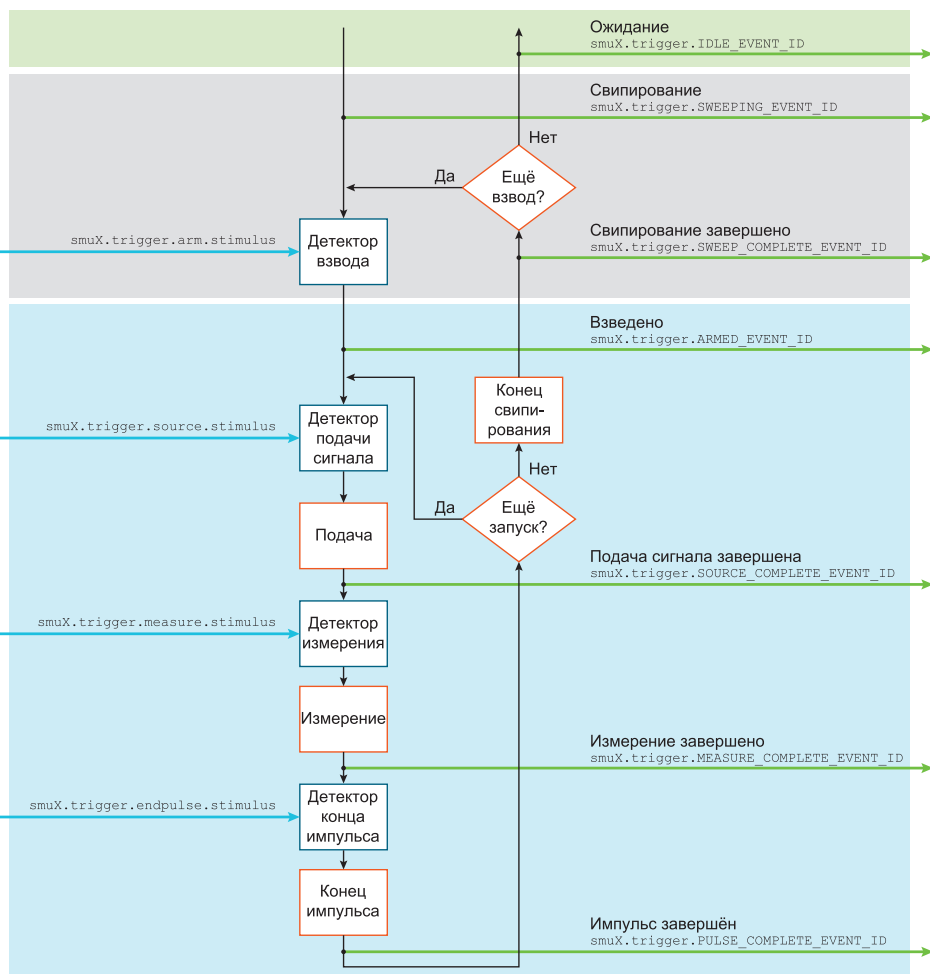 Ожидание
smuX.trigger.IDLE_EVENT_ID
Свипирование
smuX.trigger.SWEEPING_EVENT_ID
Нет
Да
Ещё
взвод?
smuX.trigger.arm.stimulus
Детектор
взвода
Свипирование завершено
smuX.trigger.SWEEP_COMPLETE_EVENT_ID
Взведено
smuX.trigger.ARMED_EVENT_ID
Конец
свипи-
рования
smuX.trigger.source.stimulus
Детектор
подачи
сигнала
Нет
Да
Ещё
запуск?
Подача
Подача сигнала завершена
smuX.trigger.SOURCE_COMPLETE_EVENT_ID
smuX.trigger.measure.stimulus
Детектор
измерения
Измерение
Измерение завершено
smuX.trigger.MEASURE_COMPLETE_EVENT_ID
smuX.trigger.endpulse.stimulus
Детектор
конца
импульса
Конец
импульса
Импульс завершён
smuX.trigger.PULSE_COMPLETE_EVENT_ID